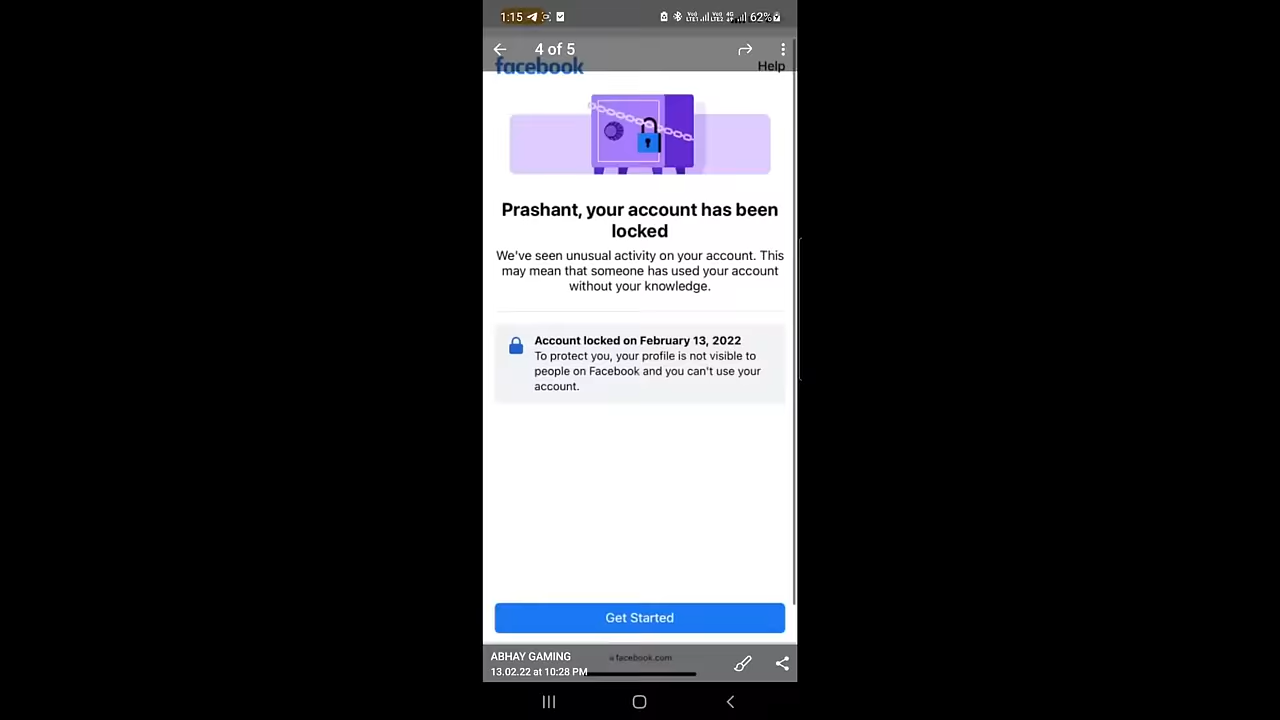 1:15 62%
4 of 5
facebook
Help
Prashant, your account has been
locked
We've seen unusual activity on your account. This
may mean that someone has used your account
without your knowledge.
Account locked on February 13, 2022
To protect you, your profile is not visible to
people on Facebook and you can't use your
account.
Get Started
ABHAY GAMING
facebook.com
13.02.22 at 10:28 PM